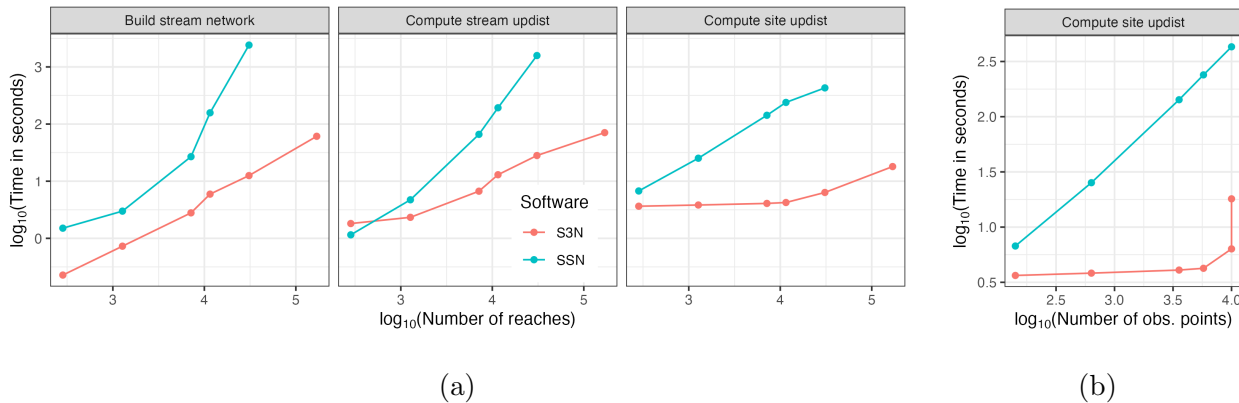 Build stream network
Compute stream updist
Compute site updist
log₁₀(Time in seconds)
3
2
1
0
3
4
5
3
4
5
3
4
5
log₁₀(Number of reaches)
Software
S3N
SSN
(a)
Compute site updist
log₁₀(Time in seconds)
2.5
2.0
1.5
1.0
0.5
2.5
3.0
3.5
4.0
log₁₀(Number of obs. points)
(b)